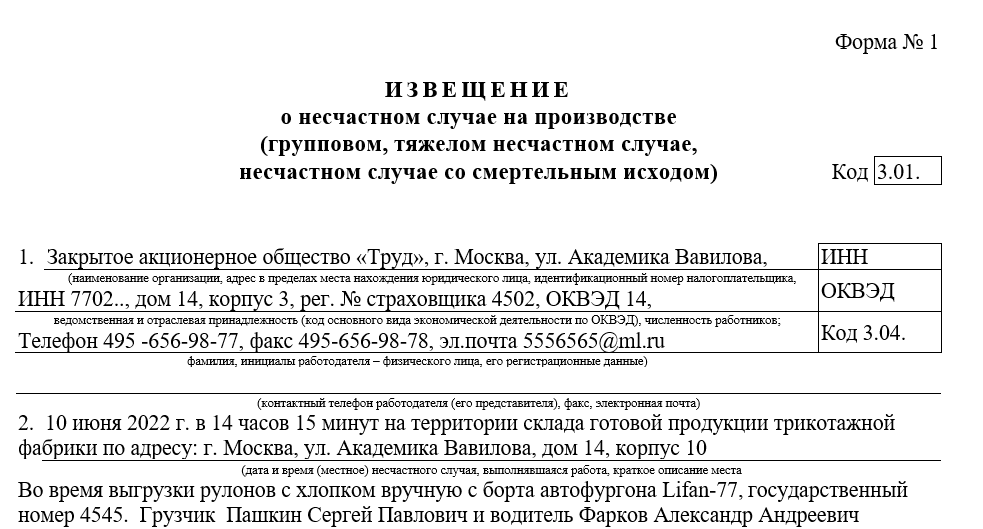 Форма № 1
ИЗВЕЩЕНИЕ
о несчастном случае на производстве
(групповом, тяжелом несчастном случае,
несчастном случае со смертельным исходом)
Код 3.01.
1. Закрытое акционерное общество «Труд», г. Москва, ул. Академика Вавилова,
ИНН
(наименование организации, адрес в пределах места нахождения юридического лица, идентификационный номер налогоплательщика,
ИНН 7702.., дом 14, корпус 3, рег. № страховщика 4502, ОКВЭД 14,
ОКВЭД
ведомственная и отраслевая принадлежность (код основного вида экономической деятельности по ОКВЭД), численность работников;
Телефон 495 -656-98-77, факс 495-656-98-78, эл.почта 5556565@ml.ru
Код 3.04.
фамилия, инициалы работодателя – физического лица, его регистрационные данные)
(контактный телефон работодателя (его представителя), факс, электронная почта)
2. 10 июня 2022 г. в 14 часов 15 минут на территории склада готовой продукции трикотажной
фабрики по адресу: г. Москва, ул. Академика Вавилова, дом 14, корпус 10
(дата и время (местное) несчастного случая, выполнявшаяся работа, краткое описание места
Во время выгрузки рулонов с хлопком вручную с борта автофургона Lifan-77, государственный
номер 4545. Грузчик Пашкин Сергей Павлович и водитель Фарков Александр Андреевич